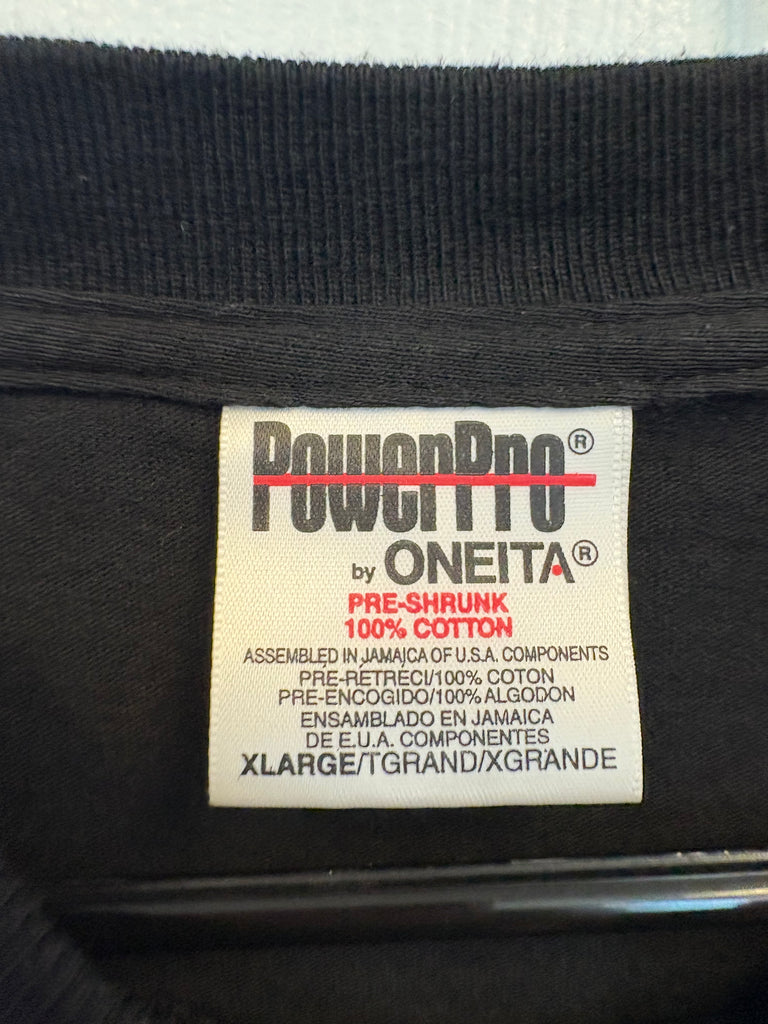 PowerPro®
by ONEITA®
PRE-SHRUNK
100% COTTON
ASSEMBLED IN JAMAICA OF U.S.A. COMPONENTS
PRE-RETRECI/100% COTON
PRE-ENCOGIDO/100% ALGODON
ENSAMBLADO EN JAMAICA
DE E.U.A. COMPONENTES
XLARGE/TGRAND/XGRANDE